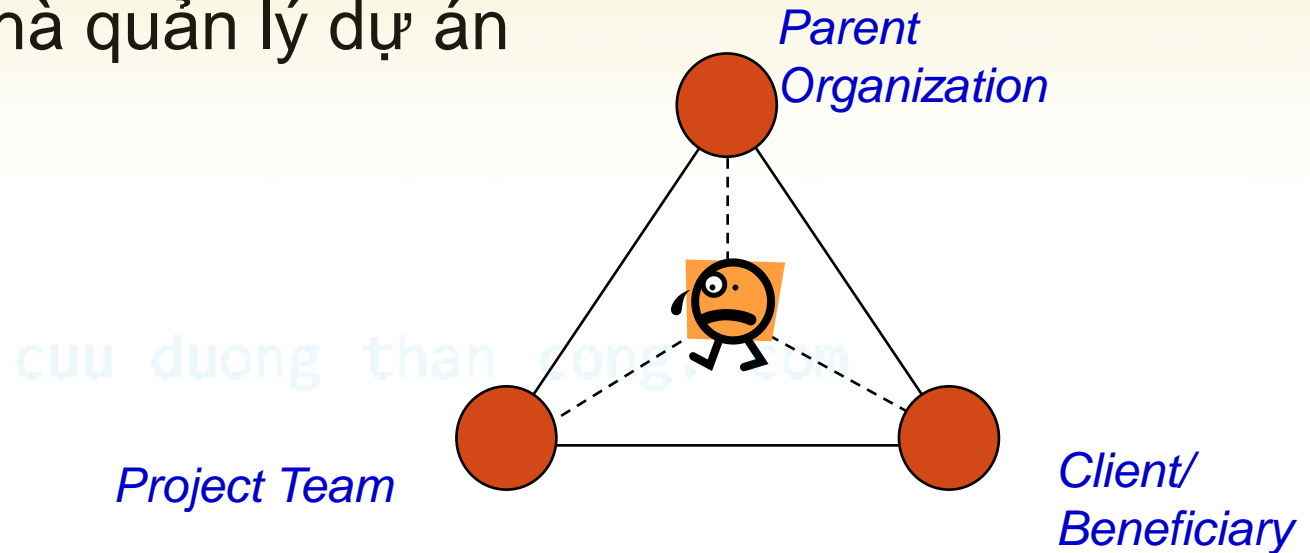 hà quản lý dự án
Parent
Organization
cuu duong than cong. com
Project Team
Client/
Beneficiary